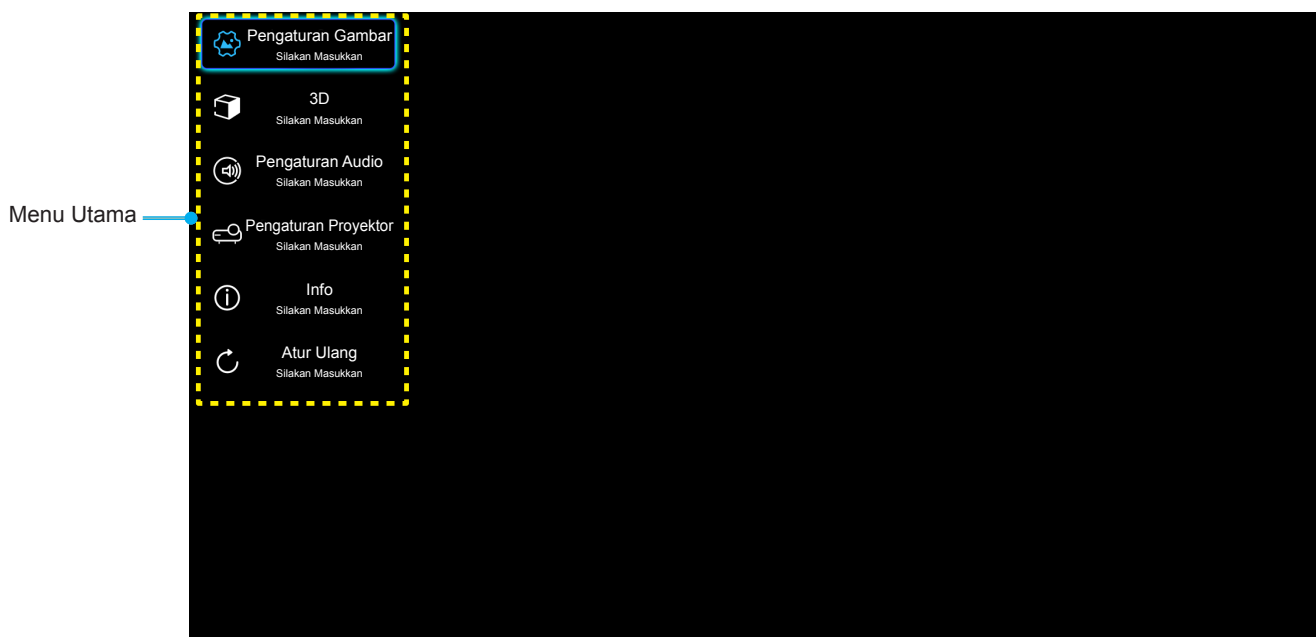 Pengaturan Gambar
Silakan Masukkan
3D
Silakan Masukkan
Pengaturan Audio
Silakan Masukkan
Menu Utama
Pengaturan Proyektor
Silakan Masukkan
Info
Silakan Masukkan
Atur Ulang
Silakan Masukkan